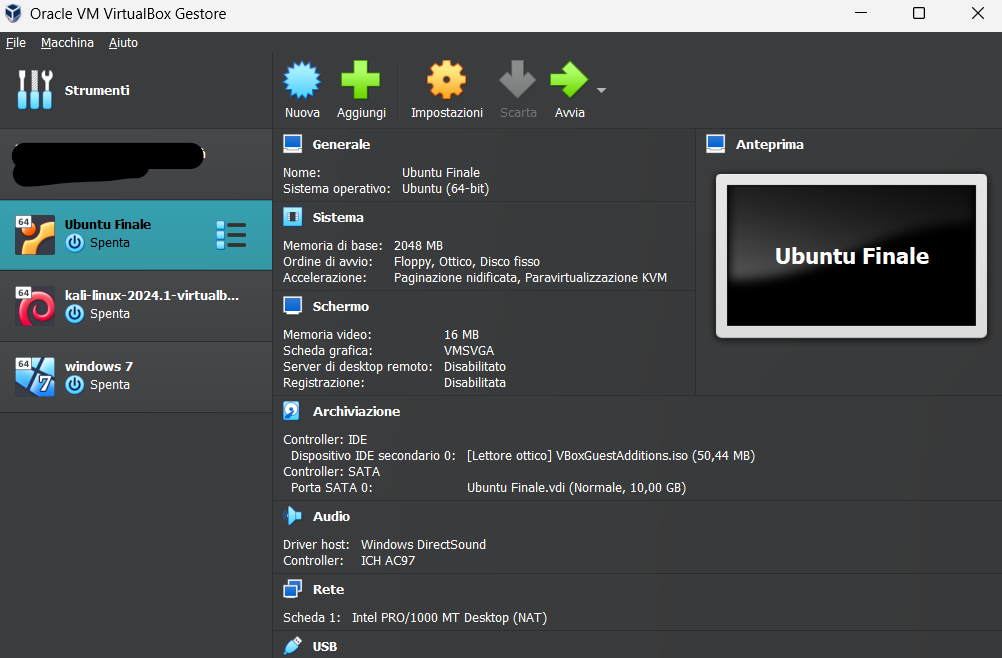 Oracle VM VirtualBox Gestore
File Macchina Aiuto
Strumenti
Nuova Aggiungi Impostazioni Scarta Avvia
64
Ubuntu Finale
Spenta
64
kali-linux-2024.1-virtualb...
Spenta
64
7
windows 7
Spenta
Generale
Nome: Ubuntu Finale
Sistema operativo: Ubuntu (64-bit)
Sistema
Memoria di base: 2048 MB
Ordine di avvio: Floppy, Ottico, Disco fisso
Accelerazione: Paginazione nidificata, Paravirtualizzazione KVM
Schermo
Memoria video: 16 MB
Scheda grafica: VMSVGA
Server di desktop remoto: Disabilitato
Registrazione: Disabilitata
Anteprima
Ubuntu Finale
Archiviazione
Controller: IDE
Dispositivo IDE secondario 0: [Lettore ottico] VBoxGuestAdditions.iso (50,44 MB)
Controller: SATA
Porta SATA 0: Ubuntu Finale.vdi (Normale, 10,00 GB)
Audio
Driver host: Windows DirectSound
Controller: ICH AC97
Rete
Scheda 1: Intel PRO/1000 MT Desktop (NAT)
USB